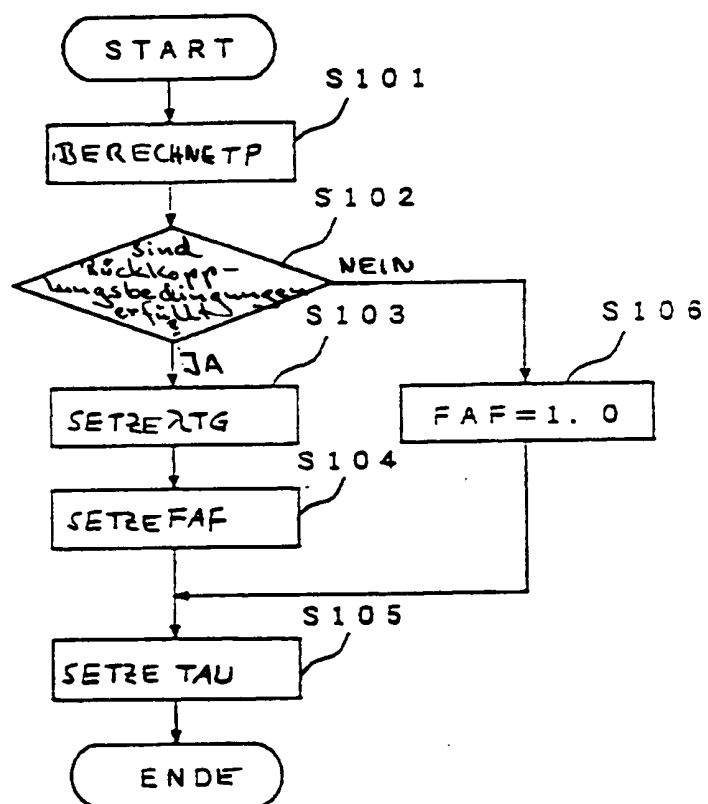 START
S101
BERECHNE TP
S102
Sind
Rückkopp-
lungsbedingungen
erfüllt
?
NEIN
JA
S103
S106
SETZE λTG
FAF=1.0
S104
SETZE FAF
S105
SETZE TAU
ENDE